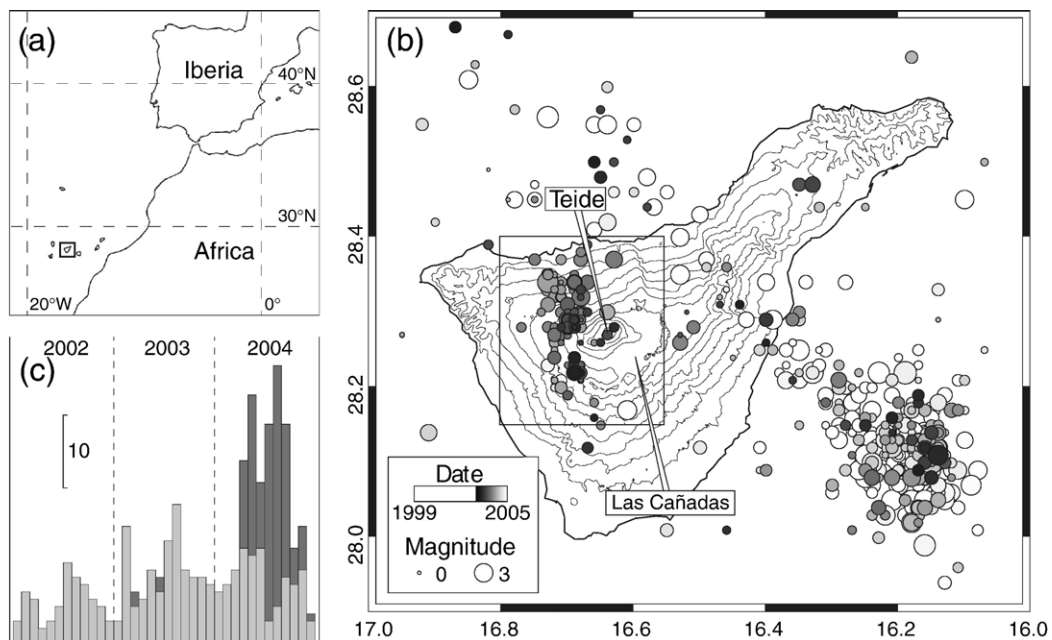 (a)
Iberia
40°N
30°N
Africa
20°W
0°
(c)
2002
2003
2004
10
(b)
28.6
28.4
28.2
28.0
Teide
Las Cañadas
Date
1999
2005
Magnitude
0
3
17.0
16.8
16.6
16.4
16.2
16.0